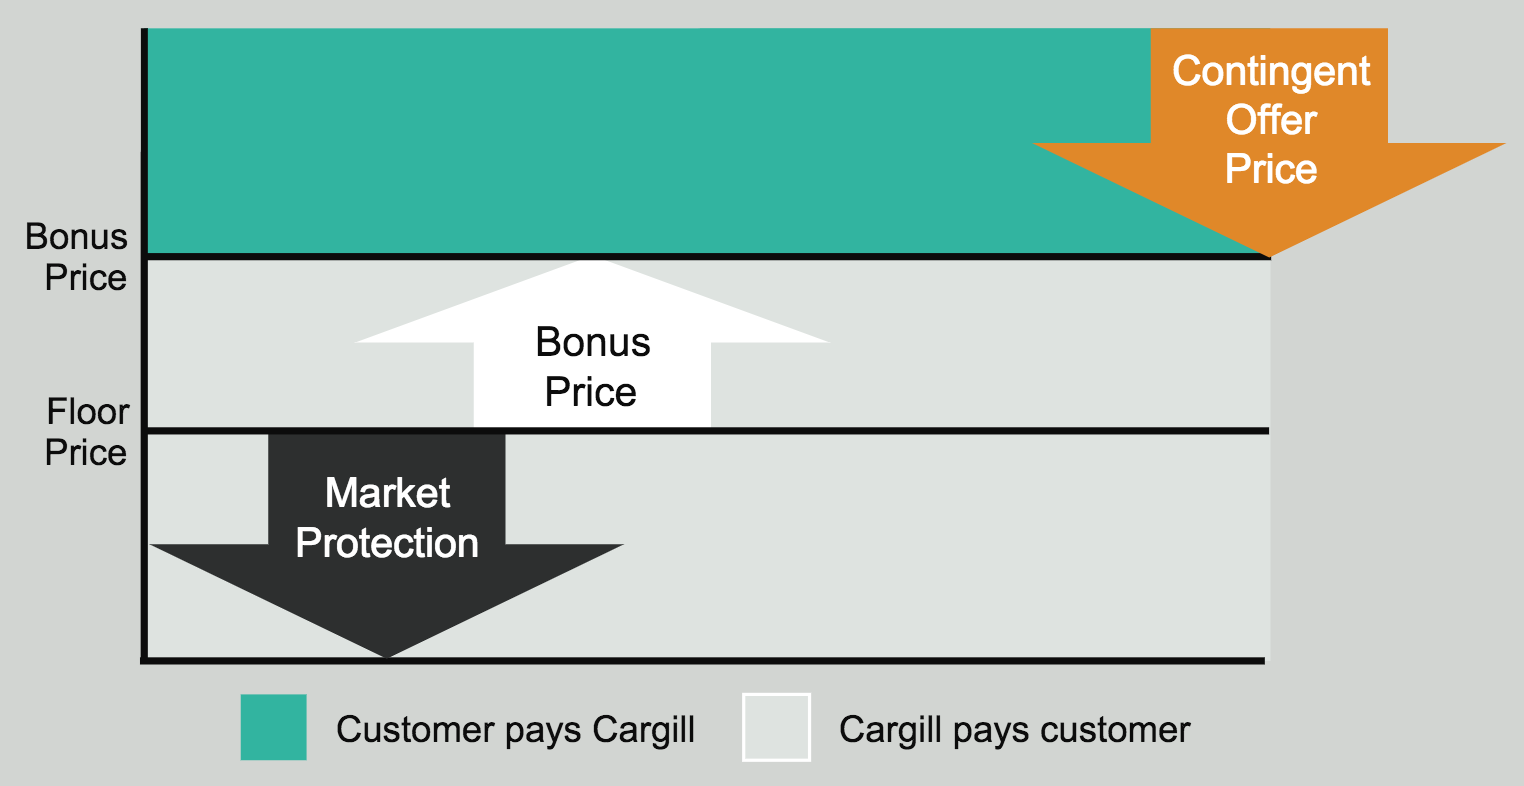 Contingent
Offer
Price
Bonus
Price
Bonus
Price
Floor
Price
Market
Protection
Customer pays Cargill
Cargill pays customer